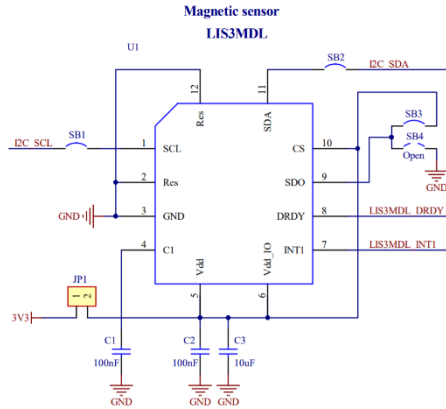 Magnetic sensor
LIS3MDL
U1
SB2
I2C_SDA
12
11
Res
SDA
SB3
SB4
Open
GND
I2C_SCL
SB1
1
SCL
CS
10
2
Res
SDO
9
GND
3
GND
DRDY
8
LIS3MDL_DRDY
4
C1
INT1
7
LIS3MDL_INT1
Vdd
Vdd_IO
5
6
JP1
1
2
3V3
C1
100nF
GND
C2
100nF
GND
C3
10uF
GND